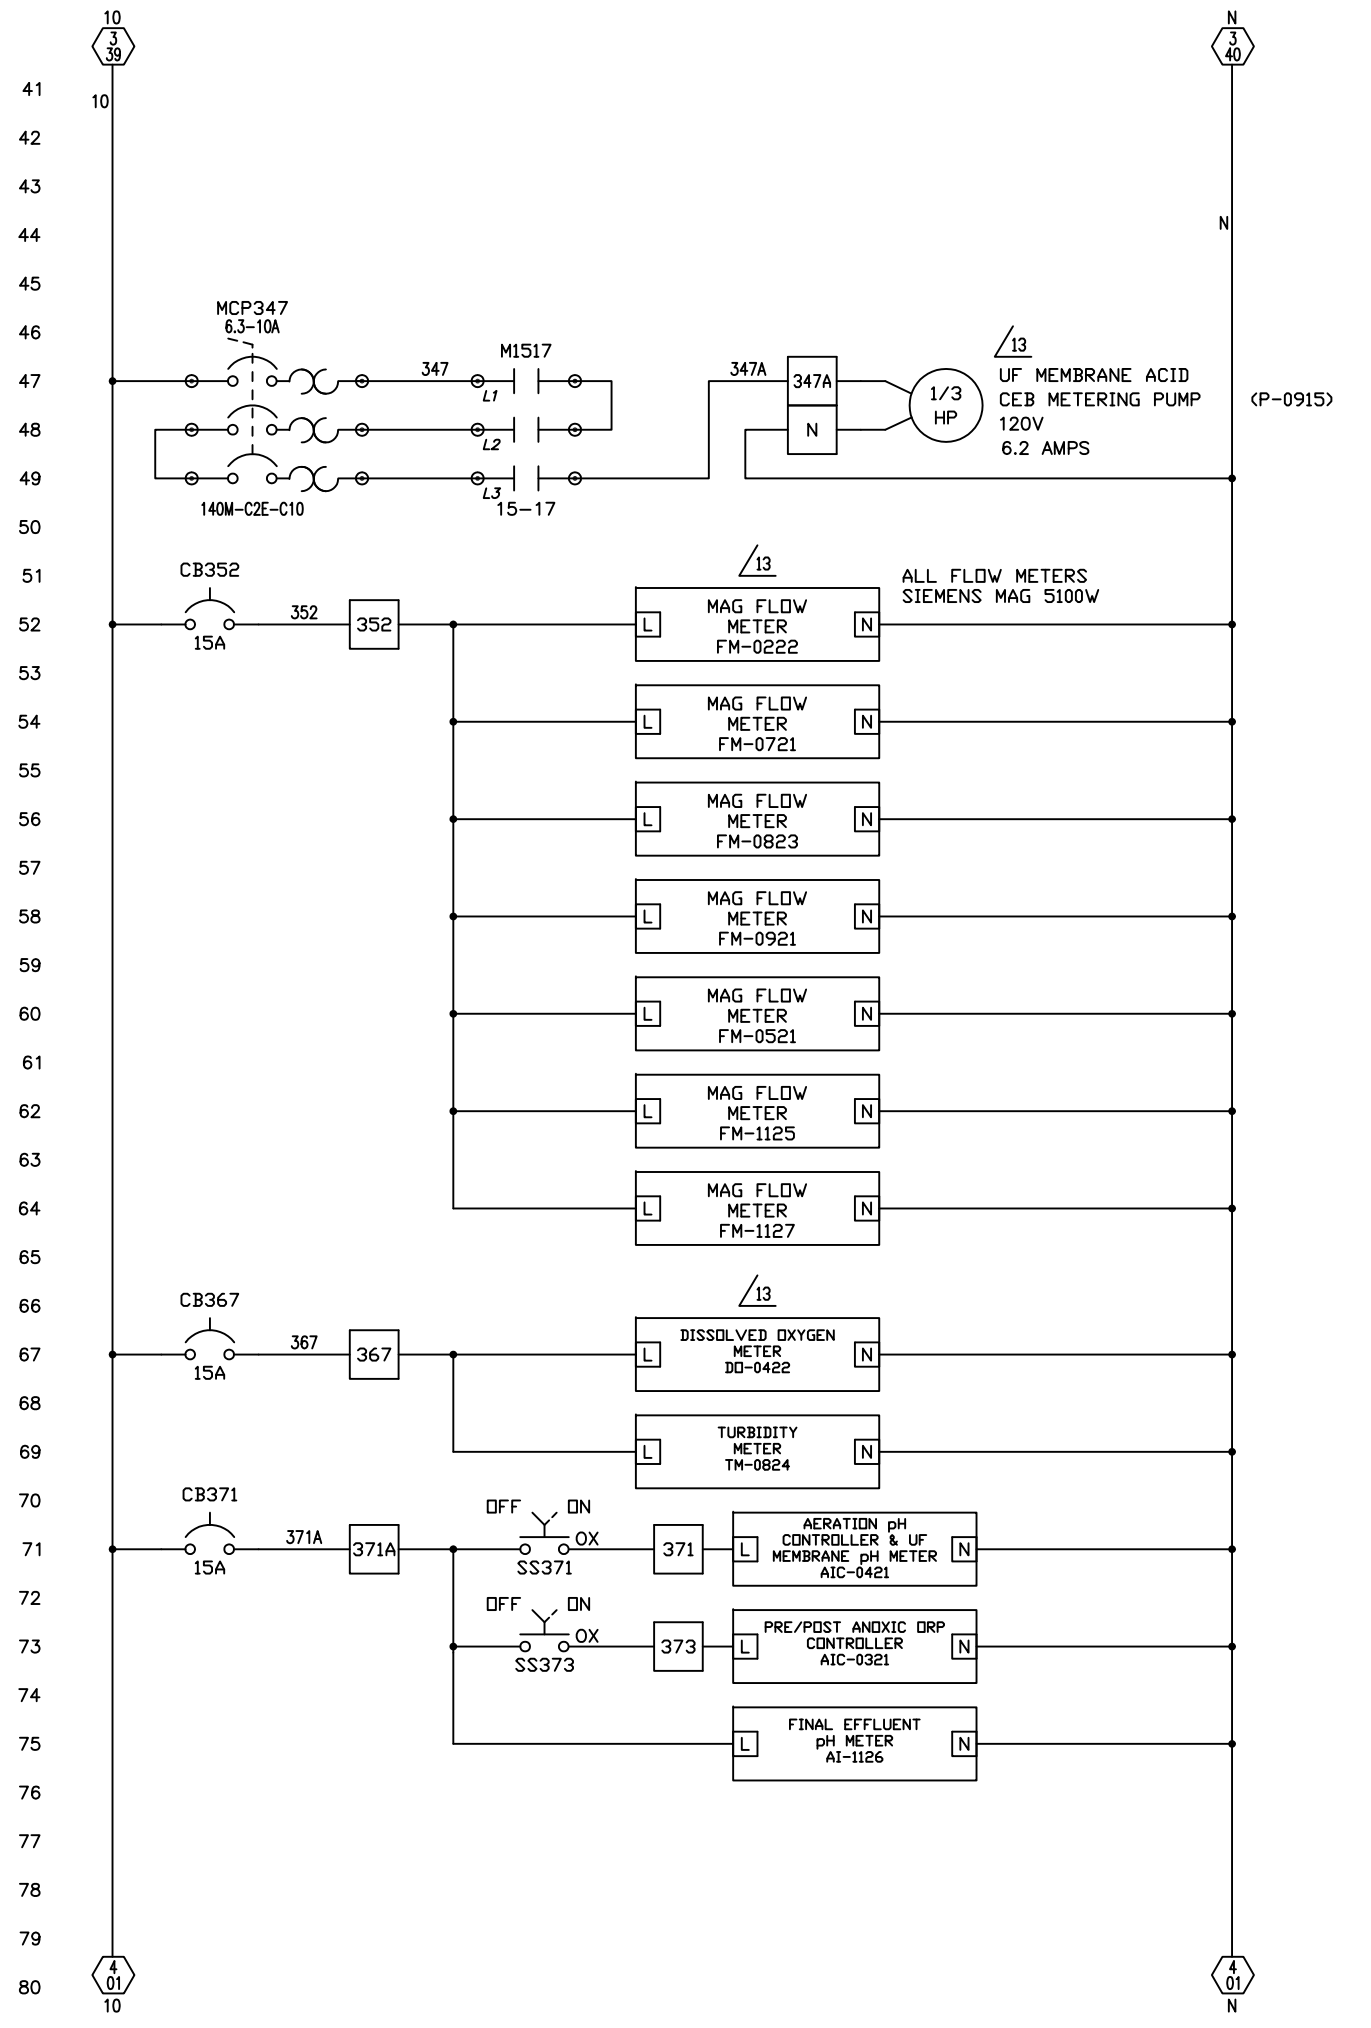 10
N
3
39
3
40
41
10
42
43
44
N
45
MCP347
46
6.3-10A
13
M1517
47
347
L1
347A
347A
1/3
HP
UF MEMBRANE ACID
CEB METERING PUMP
120V
6.2 AMPS
(P-0915)
48
L2
N
49
L3
140M-C2E-C10
15-17
50
13
51
CB352
ALL FLOW METERS
SIEMENS MAG 5100W
52
15A
352
352
L
MAG FLOW
METER
FM-0222
N
53
54
L
MAG FLOW
METER
FM-0721
N
55
56
L
MAG FLOW
METER
FM-0823
N
57
58
L
MAG FLOW
METER
FM-0921
N
59
60
L
MAG FLOW
METER
FM-0521
N
61
62
L
MAG FLOW
METER
FM-1125
N
63
64
L
MAG FLOW
METER
FM-1127
N
65
66
CB367
13
67
15A
367
367
L
DISSOLVED OXYGEN
METER
DO-0422
N
68
69
L
TURBIDITY
METER
TM-0824
N
70
CB371
OFF
ON
71
15A
371A
371A
OX
SS371
371
L
AERATION pH
CONTROLLER & UF
MEMBRANE pH METER
AIC-0421
N
72
OFF
ON
73
OX
SS373
373
L
PRE/POST ANOXIC ORP
CONTROLLER
AIC-0321
N
74
75
L
FINAL EFFLUENT
pH METER
AI-1126
N
76
77
78
79
80
4
01
10
4
01
N